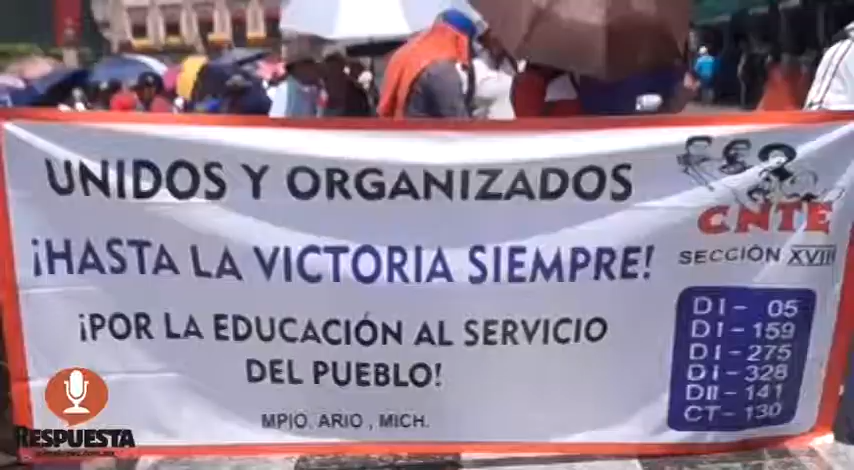 UNIDOS Y ORGANIZADOS
¡HASTA LA VICTORIA SIEMPRE!
¡POR LA EDUCACIÓN AL SERVICIO
DEL PUEBLO!
MPIO. ARIO , MICH.
CNTE
SECCIÓN XVIII
DI- 05
DI-159
DI-275
DI-328
DII-141
CT-130
RESPUESTA